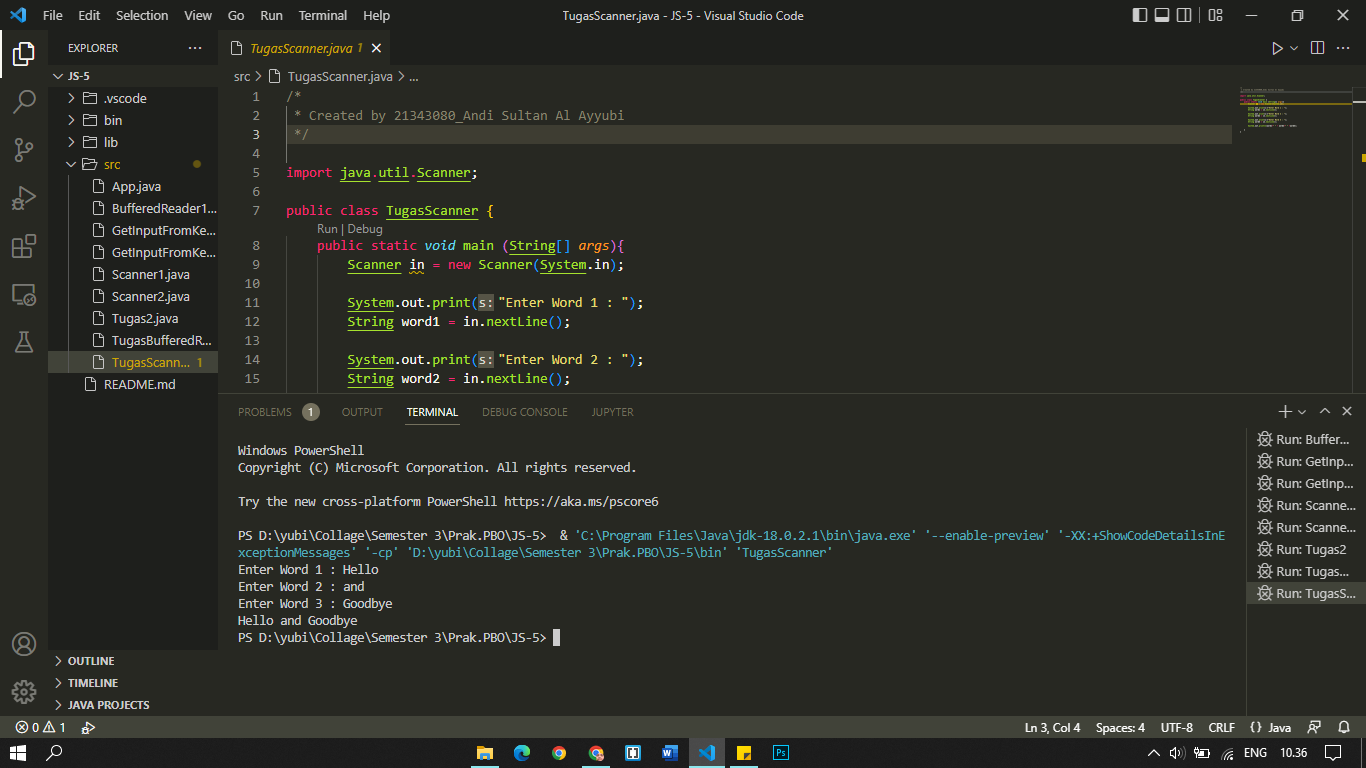 File Edit Selection View Go Run Terminal Help
TugasScanner.java - JS-5 - Visual Studio Code
EXPLORER
JS-5
.vscode
bin
lib
src
App.java
BufferedReader1...
GetInputFromKe...
GetInputFromKe...
Scanner1.java
Scanner2.java
Tugas2.java
TugasBufferedR...
TugasScann... 1
README.md
OUTLINE
TIMELINE
JAVA PROJECTS
TugasScanner.java 1
src > TugasScanner.java > ...
1 /*
2 * Created by 21343080_Andi Sultan Al Ayyubi
3 */
4
5 import java.util.Scanner;
6
7 public class TugasScanner {
Run | Debug
8 public static void main (String[] args){
9 Scanner in = new Scanner(System.in);
10
11 System.out.print(s: "Enter Word 1 : ");
12 String word1 = in.nextLine();
13
14 System.out.print(s: "Enter Word 2 : ");
15 String word2 = in.nextLine();
PROBLEMS 1 OUTPUT TERMINAL DEBUG CONSOLE JUPYTER
Windows PowerShell
Copyright (C) Microsoft Corporation. All rights reserved.
Try the new cross-platform PowerShell https://aka.ms/pscore6
PS D:\yubi\Collage\Semester 3\Prak.PBO\JS-5> & 'C:\Program Files\Java\jdk-18.0.2.1\bin\java.exe' '--enable-preview' '-XX:+ShowCodeDetailsInE
xceptionMessages' '-cp' 'D:\yubi\Collage\Semester 3\Prak.PBO\JS-5\bin' 'TugasScanner'
Enter Word 1 : Hello
Enter Word 2 : and
Enter Word 3 : Goodbye
Hello and Goodbye
PS D:\yubi\Collage\Semester 3\Prak.PBO\JS-5>
Run: Buffer...
Run: GetInp...
Run: GetInp...
Run: Scanne...
Run: Scanne...
Run: Tugas2
Run: Tugas...
Run: TugasS...
0 1
Ln 3, Col 4 Spaces: 4 UTF-8 CRLF {} Java
W Ps
ENG 10.36